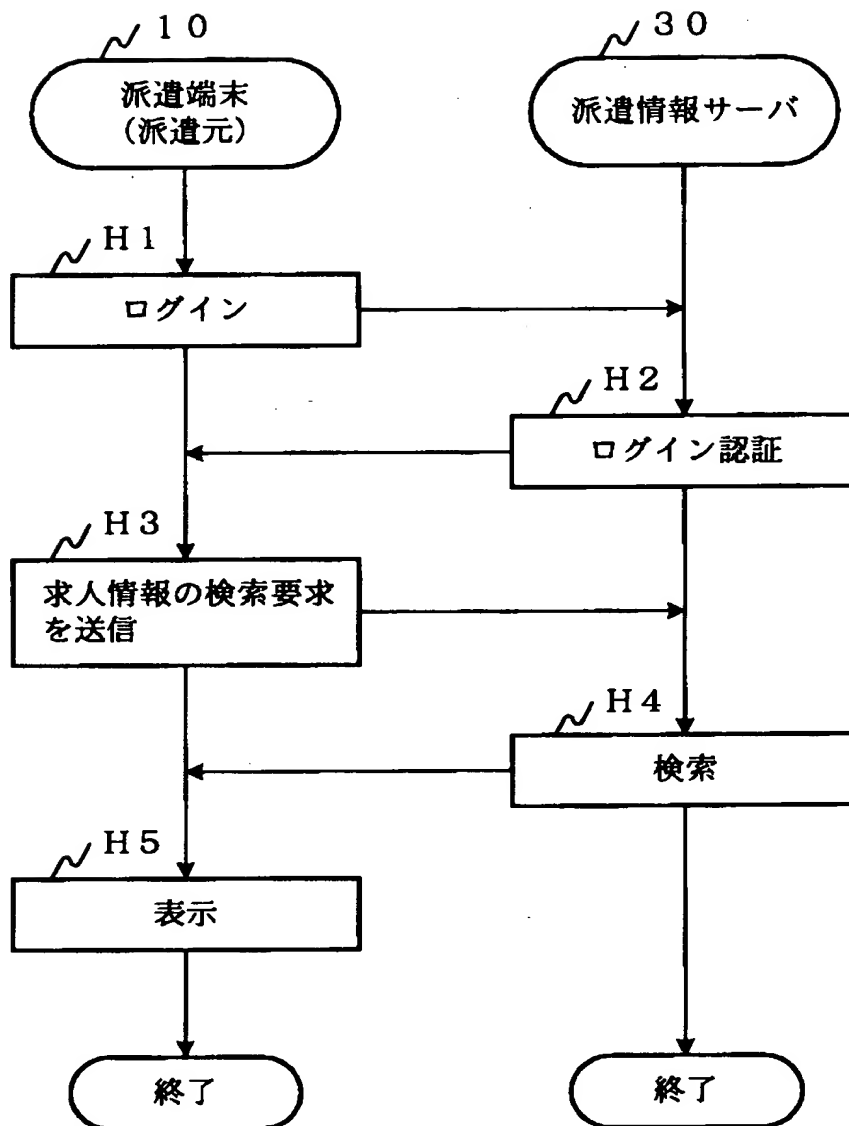 １０
派遣端末
（派遣元）
３０
派遣情報サーバ
Ｈ１
ログイン
Ｈ２
ログイン認証
Ｈ３
求人情報の検索要求
を送信
Ｈ４
検索
Ｈ５
表示
終了
終了